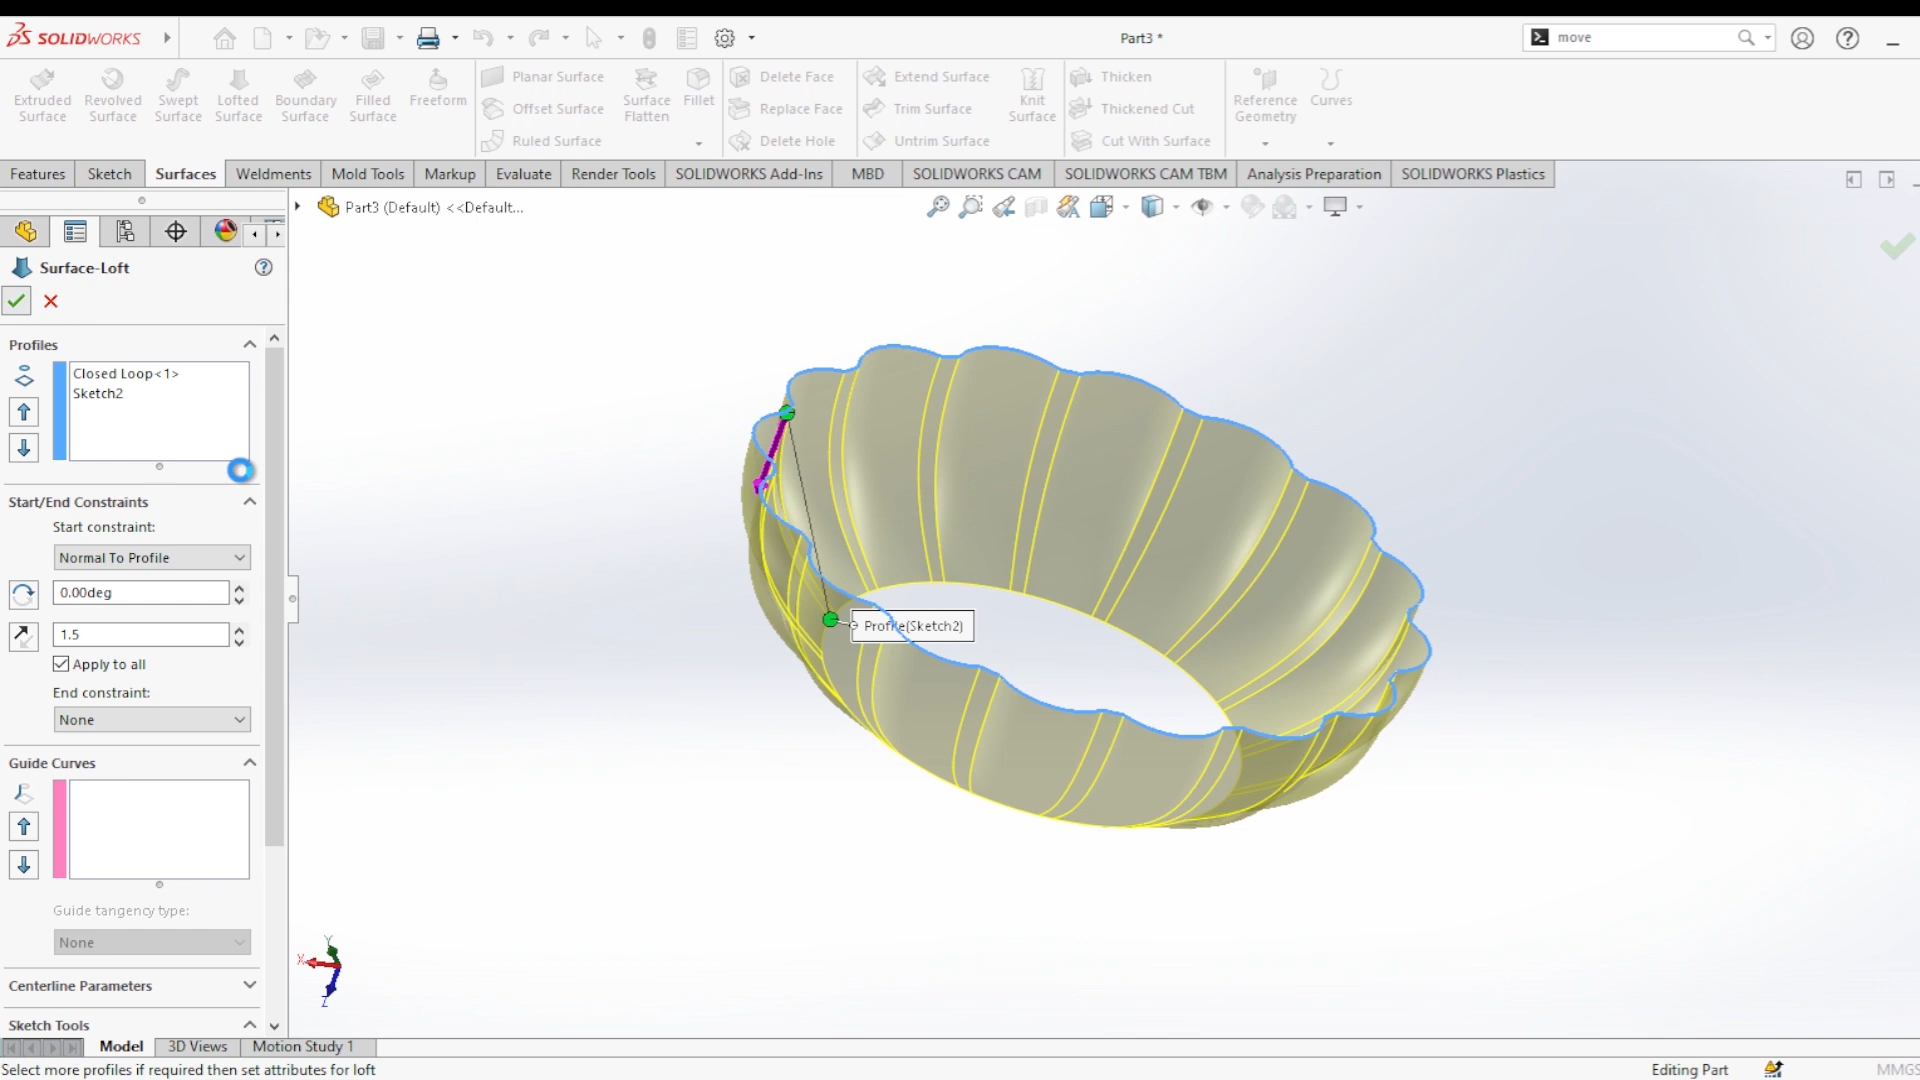 SOLIDWORKS
Part3 *
move
Extruded Surface
Revolved Surface
Swept Surface
Lofted Surface
Boundary Surface
Filled Surface
Freeform
Planar Surface
Offset Surface
Ruled Surface
Surface Flatten
Fillet
Delete Face
Replace Face
Delete Hole
Extend Surface
Trim Surface
Untrim Surface
Knit Surface
Thicken
Thickened Cut
Cut With Surface
Reference Geometry
Curves
Features Sketch Surfaces Weldments Mold Tools Markup Evaluate Render Tools SOLIDWORKS Add-Ins MBD SOLIDWORKS CAM SOLIDWORKS CAM TBM Analysis Preparation SOLIDWORKS Plastics
Part3 (Default) <<Default...
Surface-Loft
Profiles
Closed Loop<1>
Sketch2
Start/End Constraints
Start constraint:
Normal To Profile
0.00deg
1.5
Apply to all
End constraint:
None
Guide Curves
Guide tangency type:
None
Centerline Parameters
Sketch Tools
Profile(Sketch2)
Y
X
Z
Model 3D Views Motion Study 1
Select more profiles if required then set attributes for loft
Editing Part
MMGS